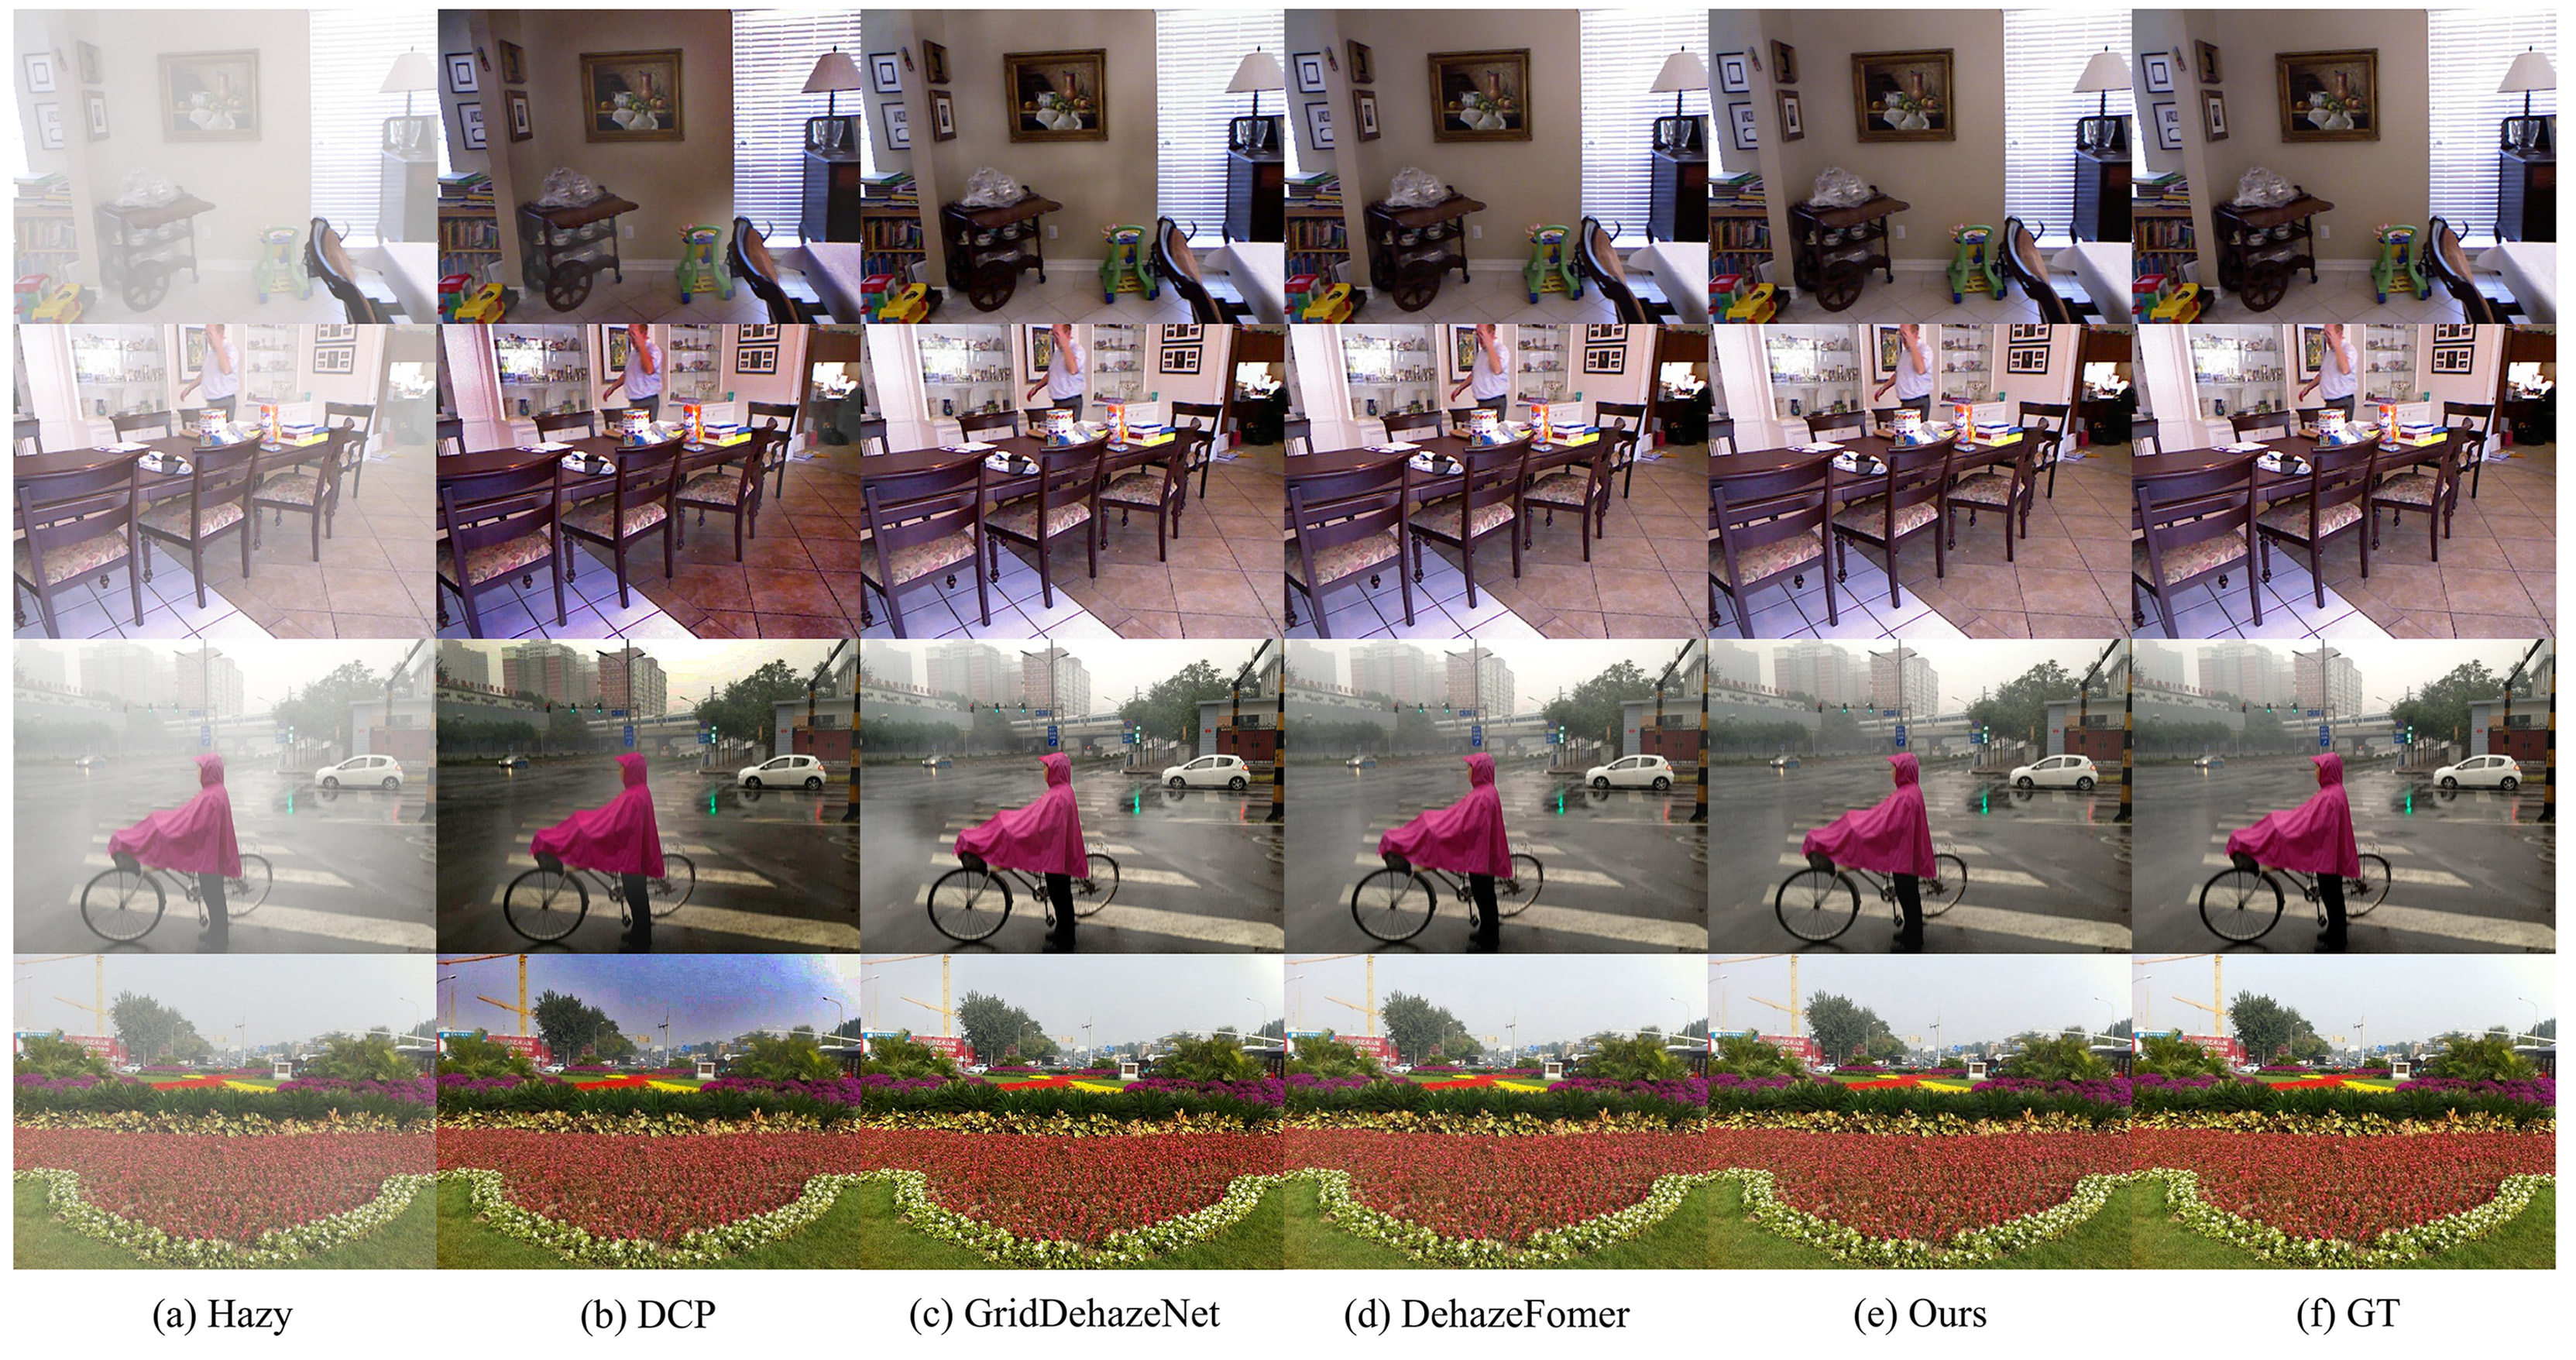 (a) Hazy
(b) DCP
(c) GridDehazeNet
(d) DehazeFomer
(e) Ours
(f) GT